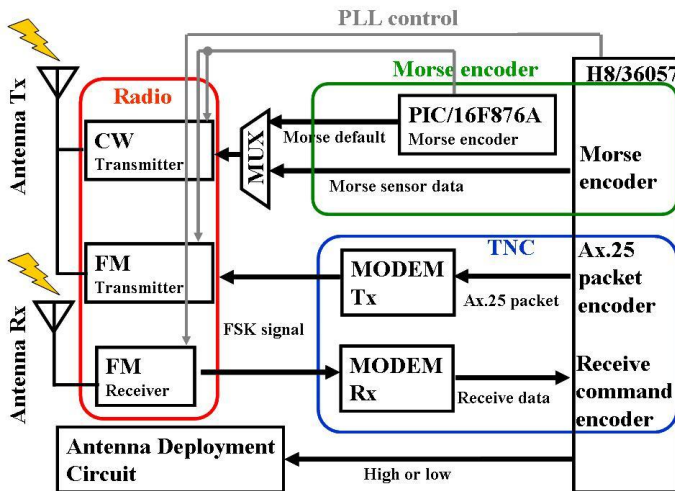 PLL control
H8/36057
Morse encoder
Radio
PIC/16F876A
Morse encoder
Antenna Tx
CW
Transmitter
MUX
Morse default
Morse
encoder
Morse sensor data
TNC
Ax.25
packet
encoder
FM
Transmitter
MODEM
Tx
Ax.25 packet
Antenna Rx
FSK signal
FM
Receiver
MODEM
Rx
Receive data
Receive
command
encoder
Antenna Deployment
Circuit
High or low